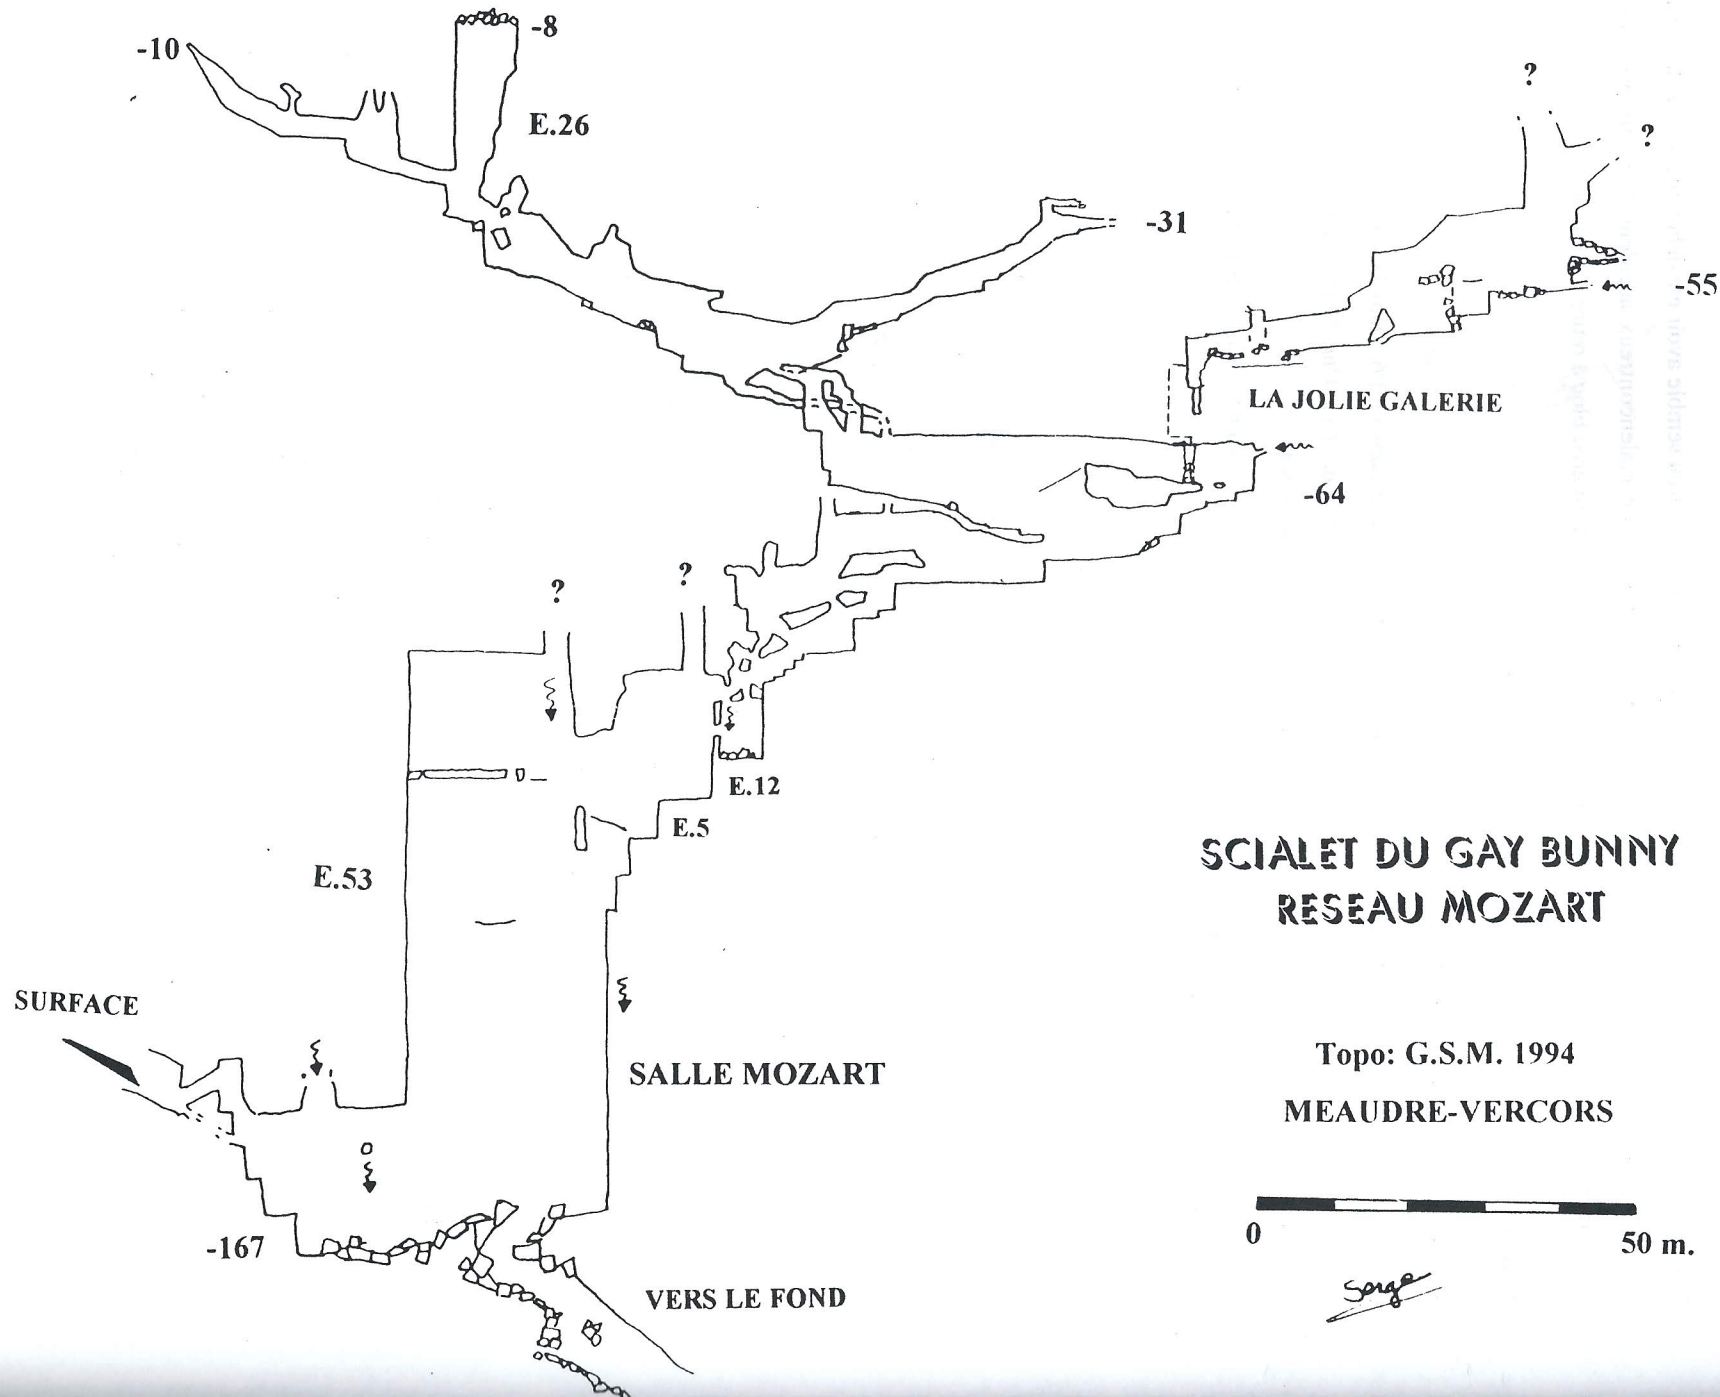 -8
-10
?
E.26
?
-31
-55
LA JOLIE GALERIE
-64
?
?
E.12
E.5
SCIALET DU GAY BUNNY
E.53
RESEAU MOZART
SURFACE
Topo: G.S.M. 1994
SALLE MOZART
MEAUDRE-VERCORS
0
50 m.
-167
Serge
VERS LE FOND